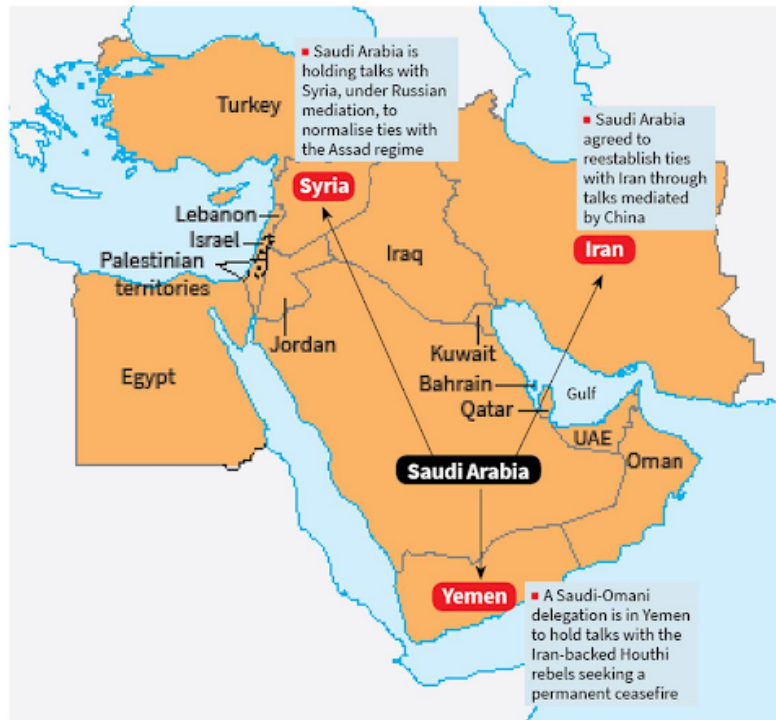 ■ Saudi Arabia is
holding talks with
Syria, under Russian
mediation, to
normalise ties with
the Assad regime
Turkey
■ Saudi Arabia
agreed to
reestablish ties
with Iran through
talks mediated
by China
Syria
Lebanon
Israel
Palestinian
territories
Iraq
Iran
Jordan
Kuwait
Egypt
Bahrain
Qatar
Gulf
UAE
Saudi Arabia
Oman
Yemen
■ A Saudi-Omani
delegation is in Yemen
to hold talks with the
Iran-backed Houthi
rebels seeking a
permanent ceasefire